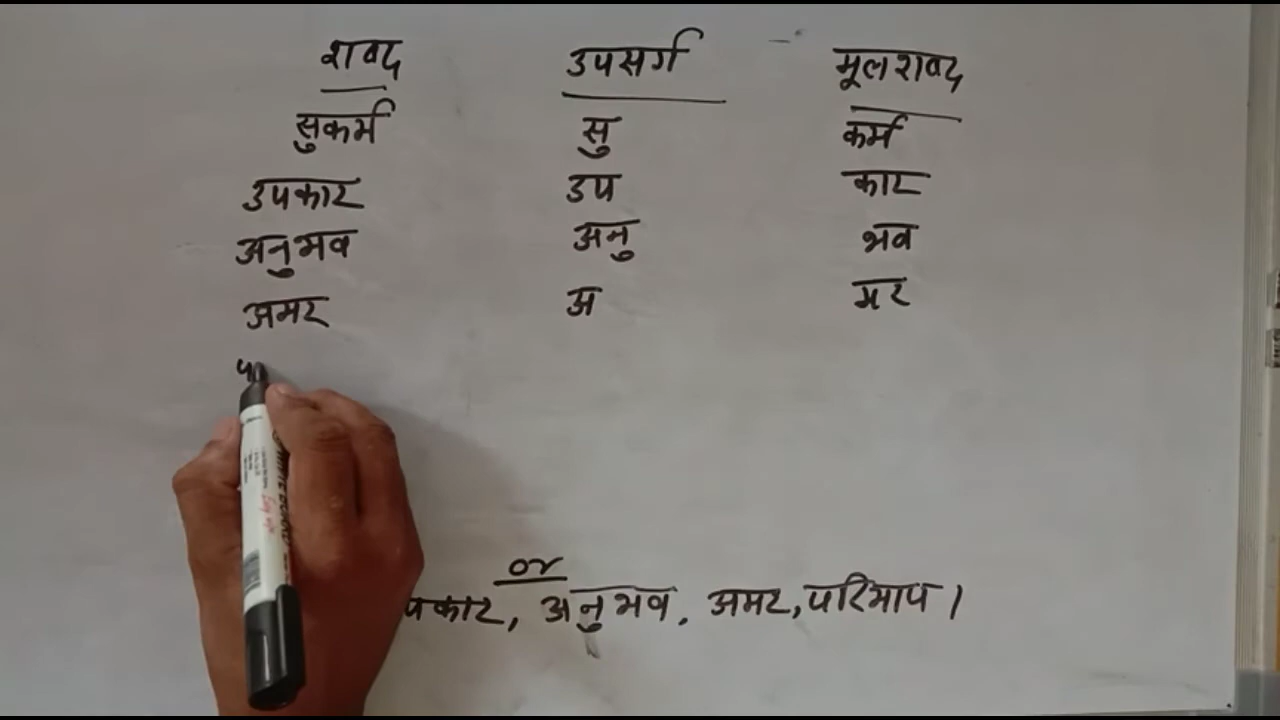 शब्द उपसर्ग मूलशब्द
सुकर्म सु कर्म
उपकार उप कार
अनुभव अनु भव
अमर अ मर
प
or
पकार, अनुभव, अमर, परिमाप ।